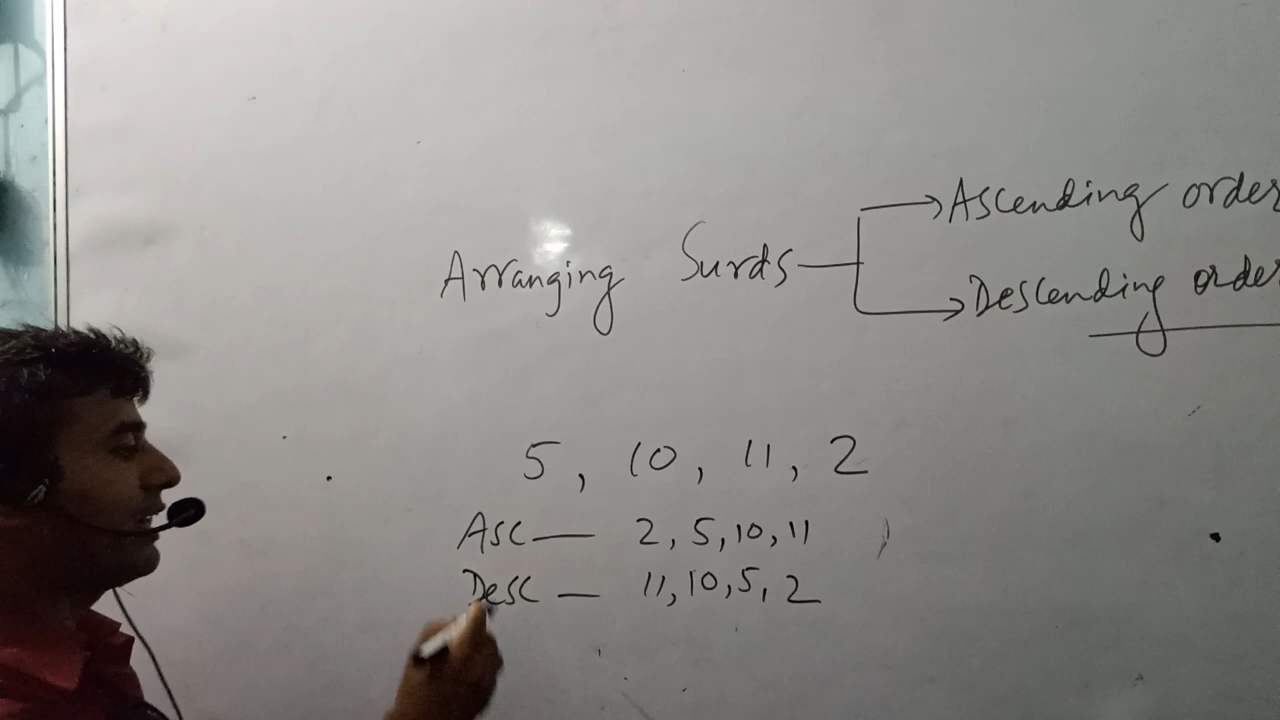 Arranging Surds
Ascending order
Descending order
5, 10, 11, 2
Asc — 2, 5, 10, 11
Desc — 11, 10, 5, 2